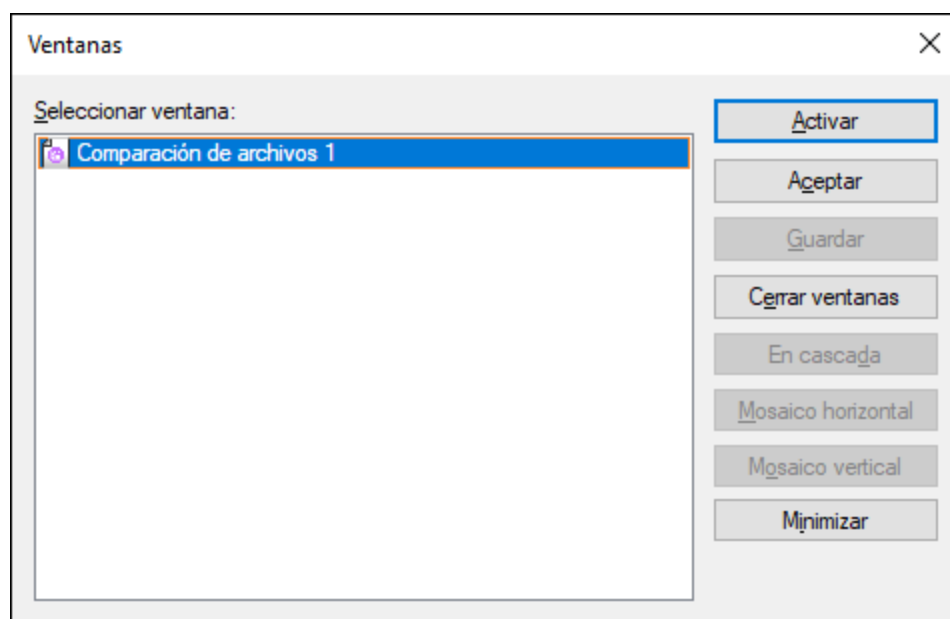 Ventanas
Seleccionar ventana:
Comparación de archivos 1
Activar
Aceptar
Guardar
Cerrar ventanas
En cascada
Mosaico horizontal
Mosaico vertical
Minimizar